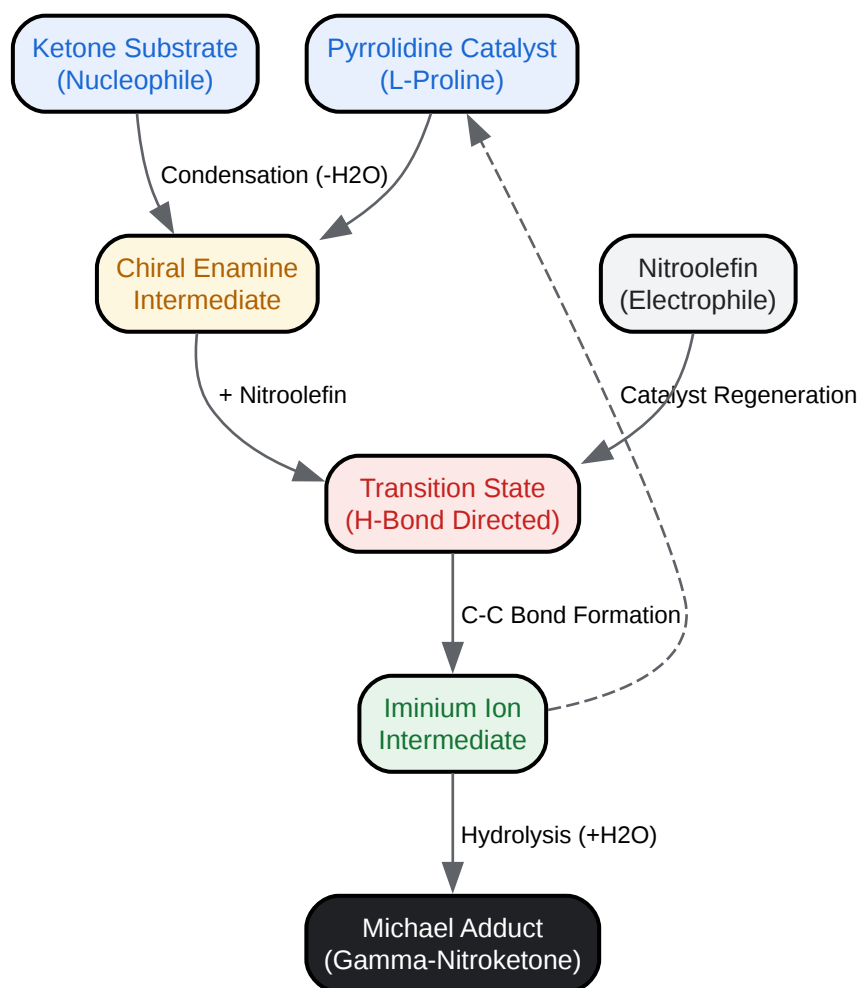 Ketone Substrate
(Nucleophile)
Pyrrolidine Catalyst
(L-Proline)
Condensation (-H2O)
Chiral Enamine
Intermediate
Nitroolefin
(Electrophile)
+ Nitroolefin
Catalyst Regeneration
Transition State
(H-Bond Directed)
C-C Bond Formation
Iminium Ion
Intermediate
Hydrolysis (+H2O)
Michael Adduct
(Gamma-Nitroketone)